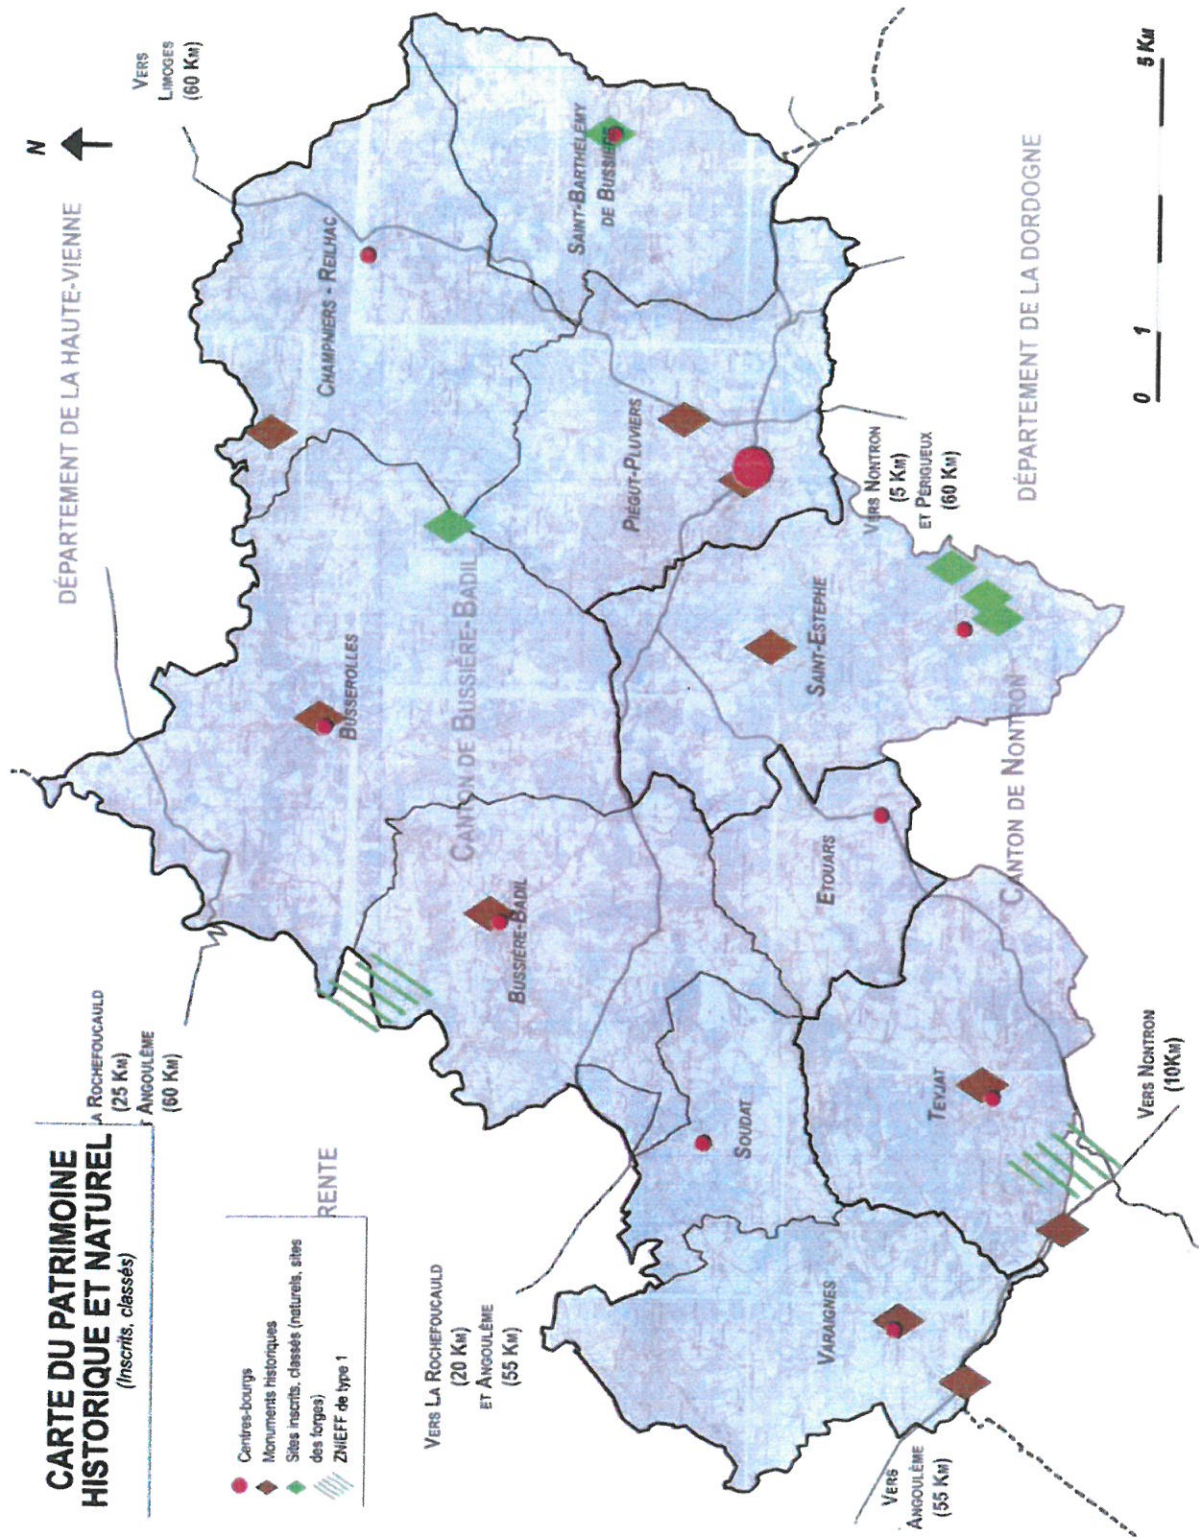 CARTE DU PATRIMOINE
HISTORIQUE ET NATUREL
(Inscrits, classés)
LA ROCHEFOUCAULD
(25 KM)
ANGOULÊME
(60 KM)
DÉPARTEMENT DE LA HAUTE-VIENNE
N
VERS
LIMOGES
(60 KM)
RENTE
Centres-bourgs
Monuments historiques
Sites inscrits, classés (naturels, sites
des forges)
ZNIEFF de type 1
BUSSEROLLES
CHAMPNIERS - REILHAC
CANTON DE BUSSIÈRE-BADIL
BUSSIÈRE-BADIL
SAINT-BARTHÉLÉMY
DE BUSSIÈRE
PIÉGUT-PLUVIERS
VERS LA ROCHEFOUCAULD
(20 KM)
ET ANGOULÊME
(55 KM)
SOUDAT
ETOUARS
SAINT-ESTEPHE
VARAIGNES
TEYJAT
VERS NONTRON
(5 KM)
ET PÉRIGUEUX
(60 KM)
CANTON DE NONTRON
DÉPARTEMENT DE LA DORDOGNE
VERS
ANGOULÊME
(55 KM)
VERS NONTRON
(10KM)
0 1 5 KM